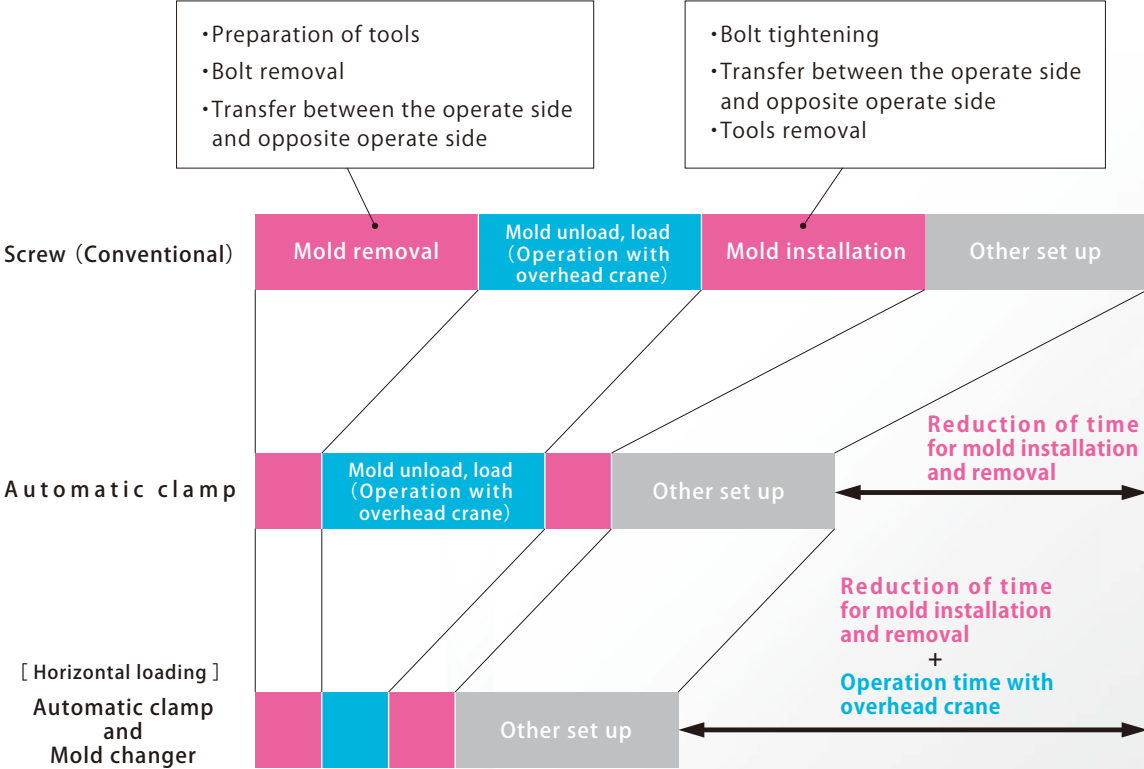 ・Preparation of tools
・Bolt removal
・Transfer between the operate side
and opposite operate side
・Bolt tightening
・Transfer between the operate side
and opposite operate side
・Tools removal
Screw（Conventional）
Mold removal
Mold unload, load
（Operation with
overhead crane）
Mold installation
Other set up
Automatic clamp
Mold unload, load
（Operation with
overhead crane）
Other set up
Reduction of time
for mold installation
and removal
［ Horizontal loading ］
Automatic clamp
and
Mold changer
Other set up
Reduction of time
for mold installation
and removal
+
Operation time with
overhead crane